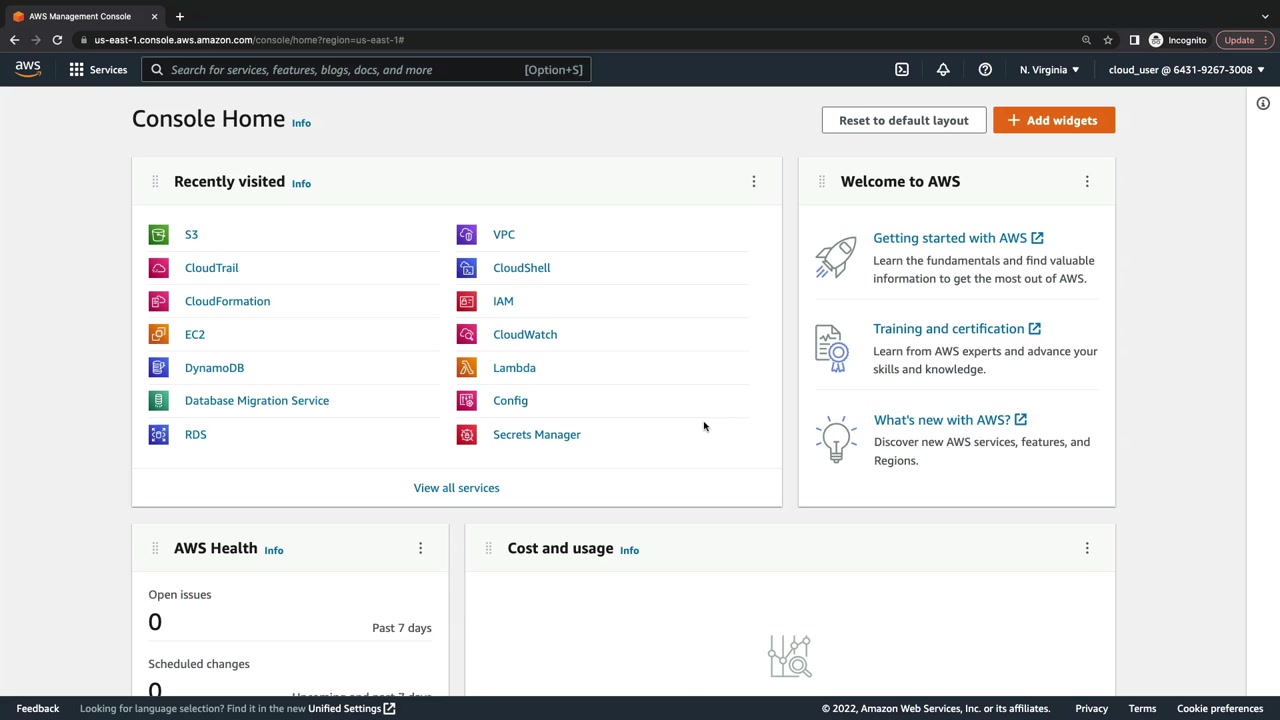 AWS Management Console
us-east-1.console.aws.amazon.com/console/home?region=us-east-1#
Incognito
Update
aws
Services
Search for services, features, blogs, docs, and more
[Option+S]
N. Virginia
cloud_user @ 6431-9267-3008
Console Home Info
Reset to default layout
Add widgets
Recently visited Info
S3
VPC
CloudTrail
CloudShell
CloudFormation
IAM
EC2
CloudWatch
DynamoDB
Lambda
Database Migration Service
Config
RDS
Secrets Manager
View all services
Welcome to AWS
Getting started with AWS
Learn the fundamentals and find valuable
information to get the most out of AWS.
Training and certification
Learn from AWS experts and advance your
skills and knowledge.
What's new with AWS?
Discover new AWS services, features, and
Regions.
AWS Health Info
Open issues
0
Past 7 days
Scheduled changes
0
Upcoming and past 7 days
Cost and usage Info
Feedback
Looking for language selection? Find it in the new Unified Settings
© 2022, Amazon Web Services, Inc. or its affiliates.
Privacy
Terms
Cookie preferences